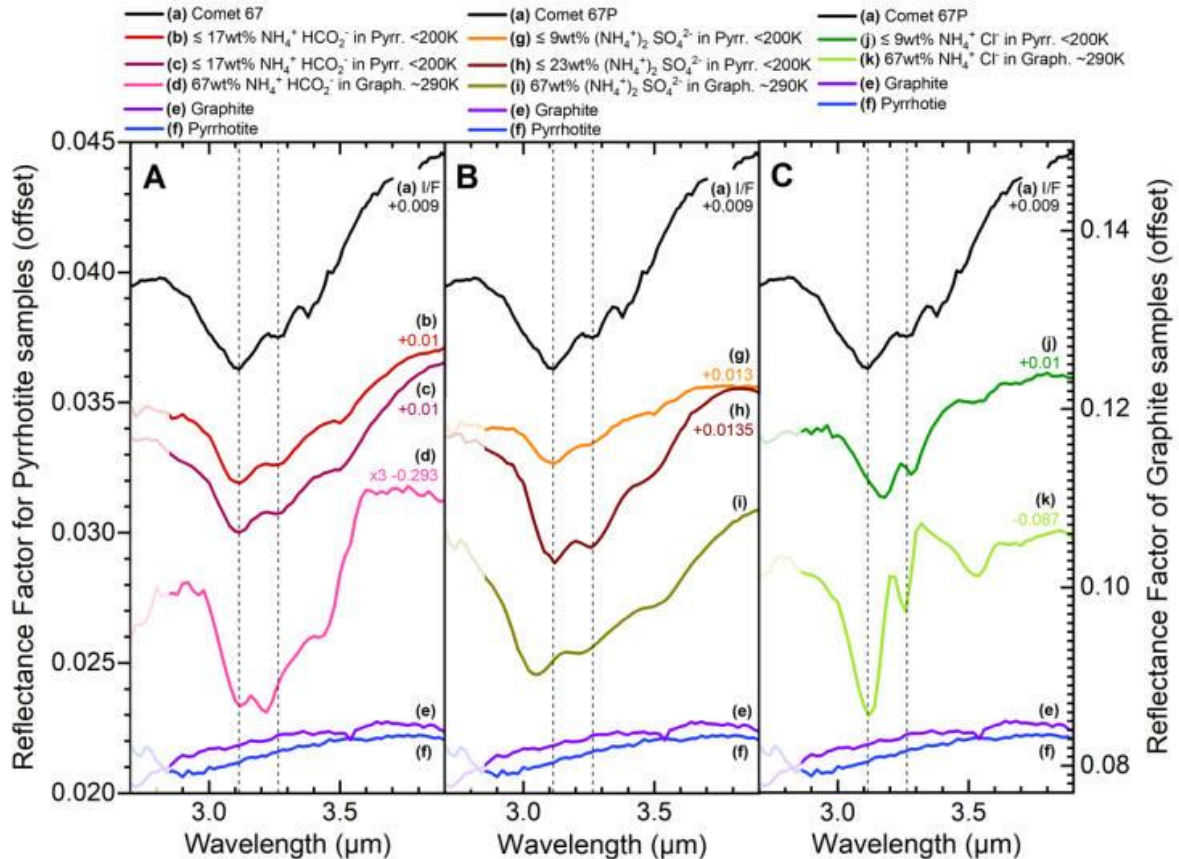 (a) Comet 67
(b) ≤ 17wt% NH₄⁺ HCO₂⁻ in Pyrr. <200K
(c) ≤ 17wt% NH₄⁺ HCO₂⁻ in Pyrr. <200K
(d) 67wt% NH₄⁺ HCO₂⁻ in Graph. ~290K
(e) Graphite
(f) Pyrrhotite
(a) Comet 67P
(g) ≤ 9wt% (NH₄⁺)₂ SO₄²⁻ in Pyrr. <200K
(h) ≤ 23wt% (NH₄⁺)₂ SO₄²⁻ in Pyrr. <200K
(i) 67wt% (NH₄⁺)₂ SO₄²⁻ in Graph. ~290K
(e) Graphite
(f) Pyrrhotite
(a) Comet 67P
(j) ≤ 9wt% NH₄⁺ Cl⁻ in Pyrr. <200K
(k) 67wt% NH₄⁺ Cl⁻ in Graph. ~290K
(e) Graphite
(f) Pyrrhotie
Reflectance Factor for Pyrrhotite samples (offset)
0.045
0.040
0.035
0.030
0.025
0.020
A
(a) I/F
+0.009
(b)
+0.01
(c)
+0.01
(d)
x3 -0.293
(e)
(f)
3.0
3.5
Wavelength (μm)
B
(a) I/F
+0.009
(g)
+0.013
(h)
+0.0135
(i)
(e)
(f)
3.0
3.5
Wavelength (μm)
C
(a) I/F
+0.009
(j)
+0.01
(k)
-0.087
(e)
(f)
3.0
3.5
Wavelength (μm)
0.14
0.12
0.10
0.08
Reflectance Factor of Graphite samples (offset)